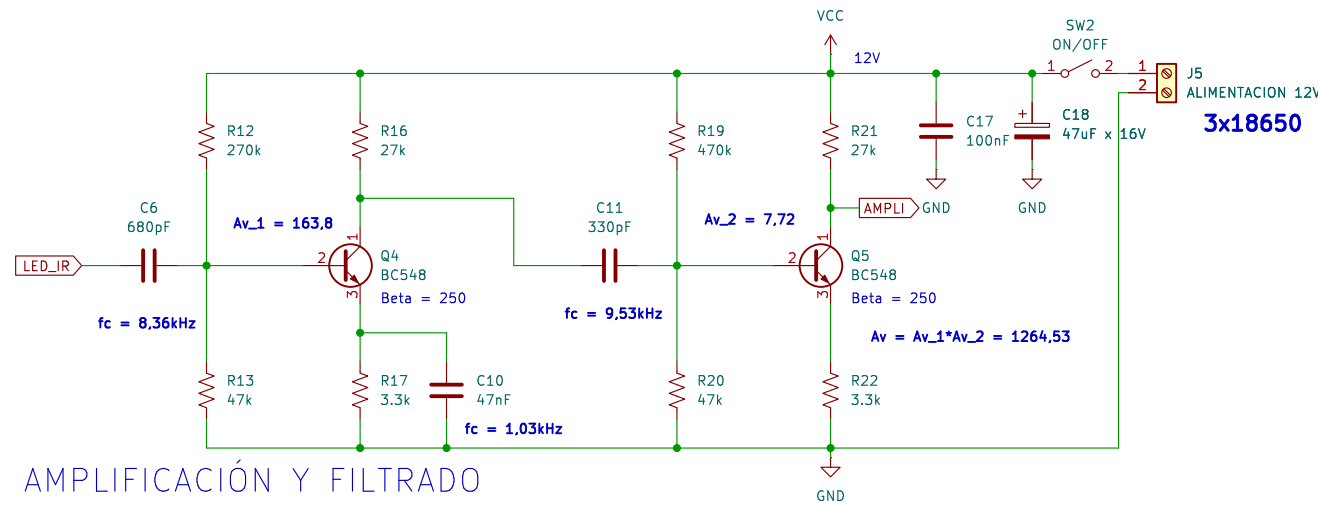 VCC
SW2
ON/OFF
12V
1
2
1
2
J5
ALIMENTACION 12V
3x18650
R12
270k
R16
27k
R19
470k
R21
27k
C17
100nF
C18
47uF x 16V
+
C6
680pF
Av_1 = 163,8
C11
330pF
Av_2 = 7,72
AMPLI
GND
GND
LED_IR
1
2
3
Q4
BC548
Beta = 250
1
2
3
Q5
BC548
Beta = 250
fc = 8,36kHz
fc = 9,53kHz
Av = Av_1*Av_2 = 1264,53
R13
47k
R17
3.3k
C10
47nF
R20
47k
R22
3.3k
fc = 1,03kHz
AMPLIFICACIÓN Y FILTRADO
GND